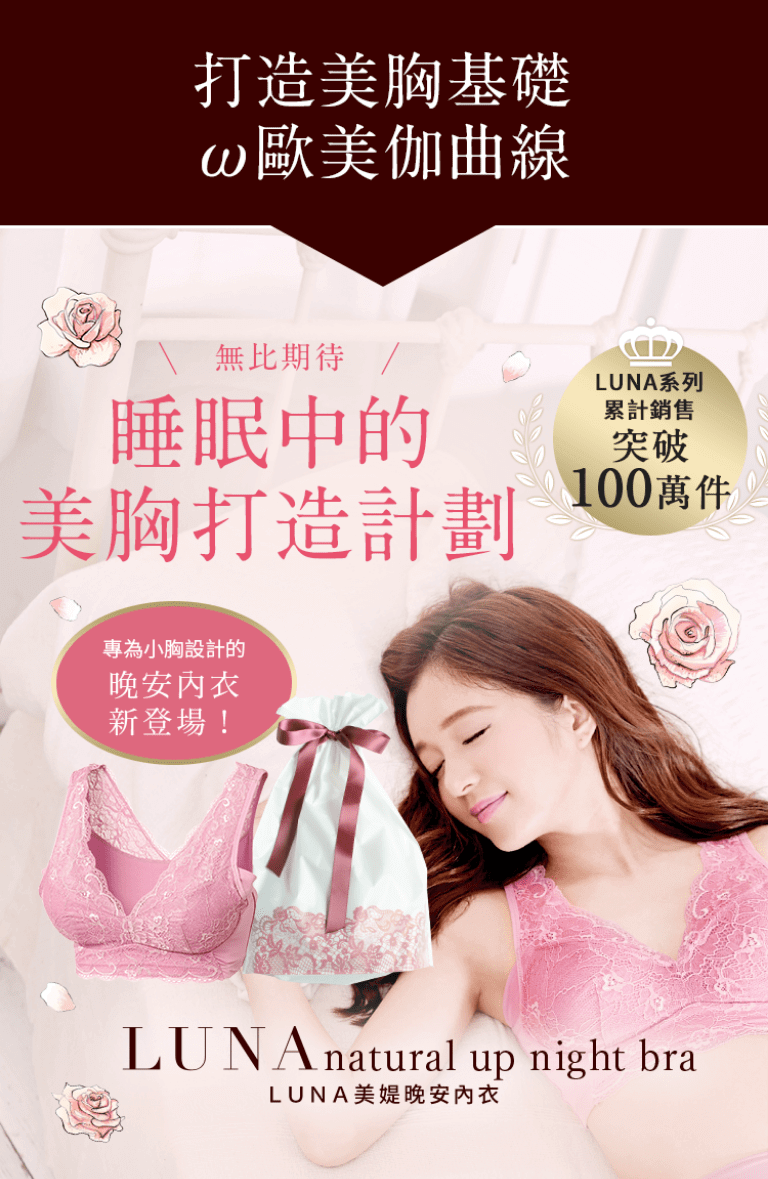 打造美胸基礎
ω歐美伽曲線
無比期待
睡眠中的
美胸打造計劃
LUNA系列
累計銷售
突破
100萬件
專為小胸設計的
晚安內衣
新登場！
LUNA natural up night bra
LUNA美媞晚安內衣